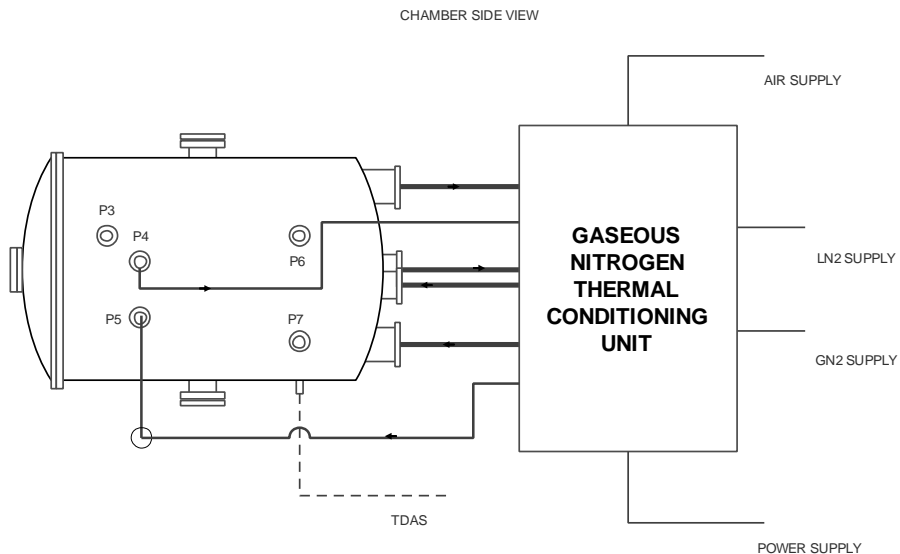 CHAMBER SIDE VIEW
AIR SUPPLY
P3
P4
P6
GASEOUS
NITROGEN
THERMAL
CONDITIONING
UNIT
LN2 SUPPLY
P5
P7
GN2 SUPPLY
TDAS
POWER SUPPLY